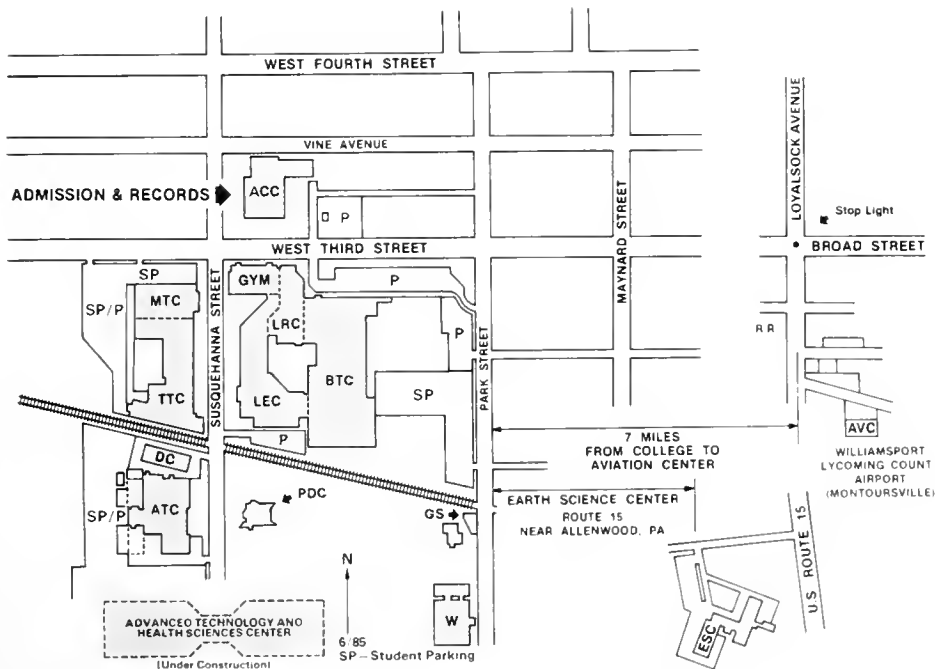 WEST FOURTH STREET
VINE AVENUE
ADMISSION & RECORDS
ACC
P
WEST THIRD STREET
LOYALSOCK AVENUE
Stop Light
BROAD STREET
MAYNARD STREET
SP
GYM
P
MTC
SP/P
LRC
SUSQUEHANNA STREET
P
RR
PARK STREET
BTC
SP
TTC
LEC
AVC
P
7 MILES
FROM COLLEGE TO
AVIATION CENTER
WILLIAMSPORT
LYCOMING COUNT
AIRPORT
(MONTOURSVILLE)
DC
PDC
EARTH SCIENCE CENTER
ROUTE 15
NEAR ALLENWOOD, PA
GS
SP/P
ATC
U.S ROUTE 15
N
W
ESC
ADVANCED TECHNOLOGY AND
HEALTH SCIENCES CENTER
[Under Construction]
6/85
SP – Student Parking